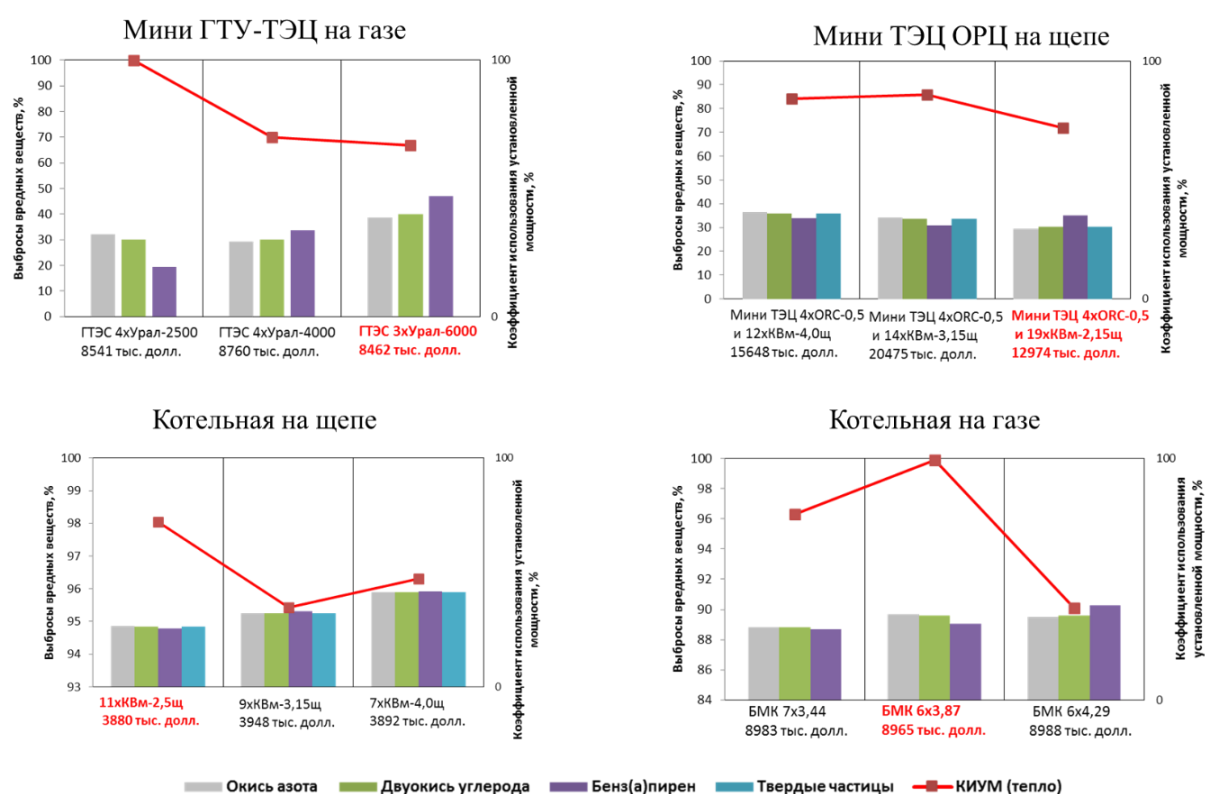 Мини ГТУ-ТЭЦ на газе
Выбросы вредных веществ, %
100
90
80
70
60
50
40
30
20
10
0
100
0
Коэффициент использования установленной
мощности, %
ГТЭС 4хУрал-2500
8541 тыс. долл.
ГТЭС 4хУрал-4000
8760 тыс. долл.
ГТЭС 3хУрал-6000
8462 тыс. долл.
Мини ТЭЦ ОРЦ на щепе
Выбросы вредных веществ, %
100
90
80
70
60
50
40
30
20
10
0
100
0
Коэффициент использования установленной
мощности, %
Мини ТЭЦ 4хORC-0,5
и 12хКВм-4,0щ
15648 тыс. долл.
Мини ТЭЦ 4хORC-0,5
и 14хКВм-3,15щ
20475 тыс. долл.
Мини ТЭЦ 4хORC-0,5
и 19хКВм-2,15щ
12974 тыс. долл.
Котельная на щепе
Выбросы вредных веществ, %
100
99
98
97
96
95
94
93
100
0
Коэффициент использования установленной
мощности, %
11хКВм-2,5щ
3880 тыс. долл.
9хКВм-3,15щ
3948 тыс. долл.
7хКВм-4,0щ
3892 тыс. долл.
Котельная на газе
Выбросы вредных веществ, %
100
98
96
94
92
90
88
86
84
100
0
Коэффициент использования
установленной мощности, %
БМК 7х3,44
8983 тыс. долл.
БМК 6х3,87
8965 тыс. долл.
БМК 6х4,29
8988 тыс. долл.
Окись азота
Двуокись углерода
Бенз(а)пирен
Твердые частицы
КИУМ (тепло)